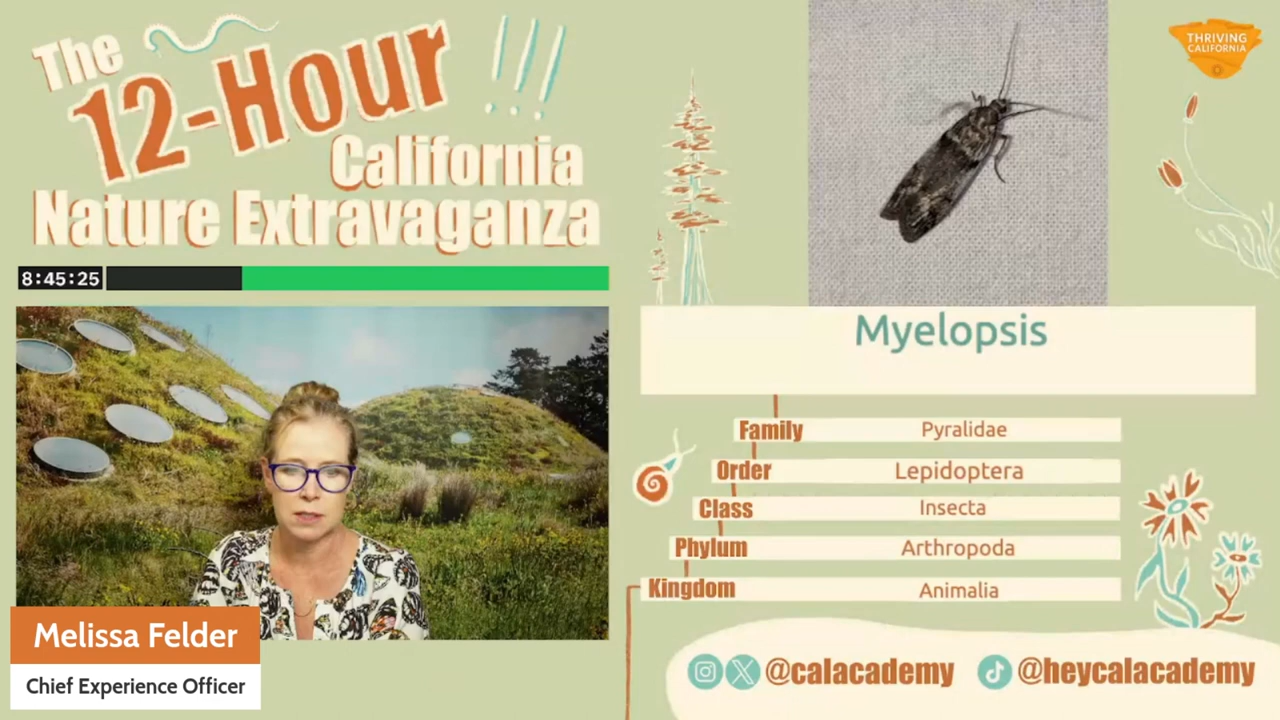 The
12-Hour !!!
California
Nature Extravaganza
8:45:25
Melissa Felder
Chief Experience Officer
THRIVING
CALIFORNIA
Myelopsis
Family Pyralidae
Order Lepidoptera
Class Insecta
Phylum Arthropoda
Kingdom Animalia
@calacademy @heycalacademy